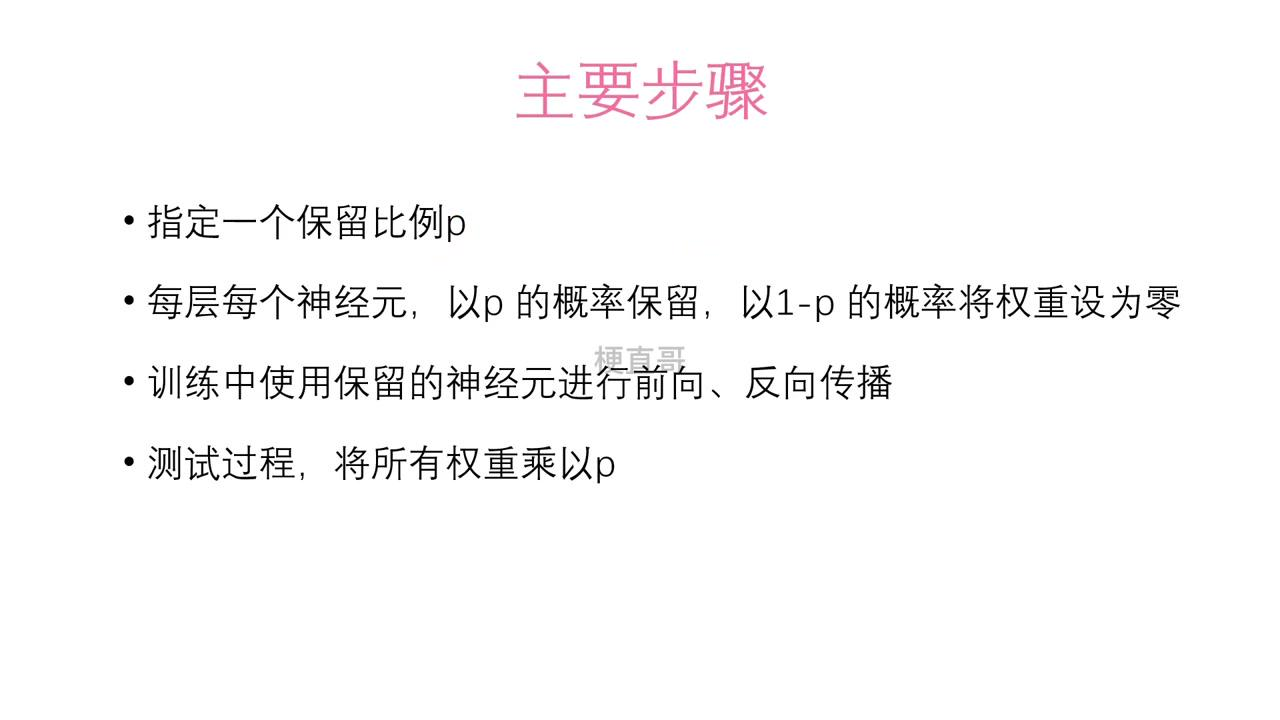 主要步骤
• 指定一个保留比例p
• 每层每个神经元，以p 的概率保留，以1-p 的概率将权重设为零
梗直哥
• 训练中使用保留的神经元进行前向、反向传播
• 测试过程，将所有权重乘以p